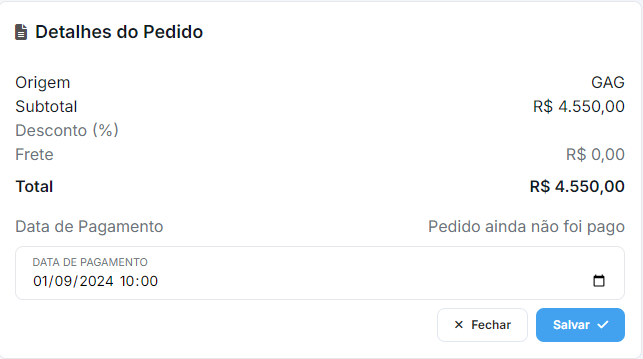 Detalhes do Pedido
Origem GAG
Subtotal R$ 4.550,00
Desconto (%)
Frete R$ 0,00
Total R$ 4.550,00
Data de Pagamento Pedido ainda não foi pago
DATA DE PAGAMENTO
01/09/2024 10:00
Fechar Salvar